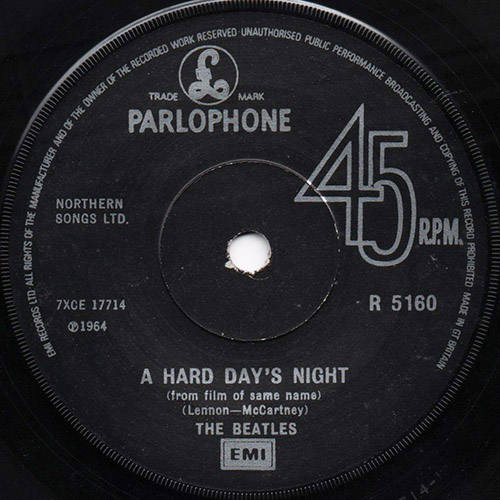 EMI RECORDS LTD ALL RIGHTS OF THE MANUFACTURER AND OF THE OWNER OF THE RECORDED WORK RESERVED UNAUTHORISED PUBLIC PERFORMANCE BROADCASTING AND COPYING OF THIS RECORD PROHIBITED MADE IN GT BRITAIN
£
TRADE MARK
PARLOPHONE
45
R.P.M.
NORTHERN
SONGS LTD.
7XCE 17714
℗1964
R 5160
A HARD DAY'S NIGHT
(from film of same name)
(Lennon—McCartney)
THE BEATLES
EMI